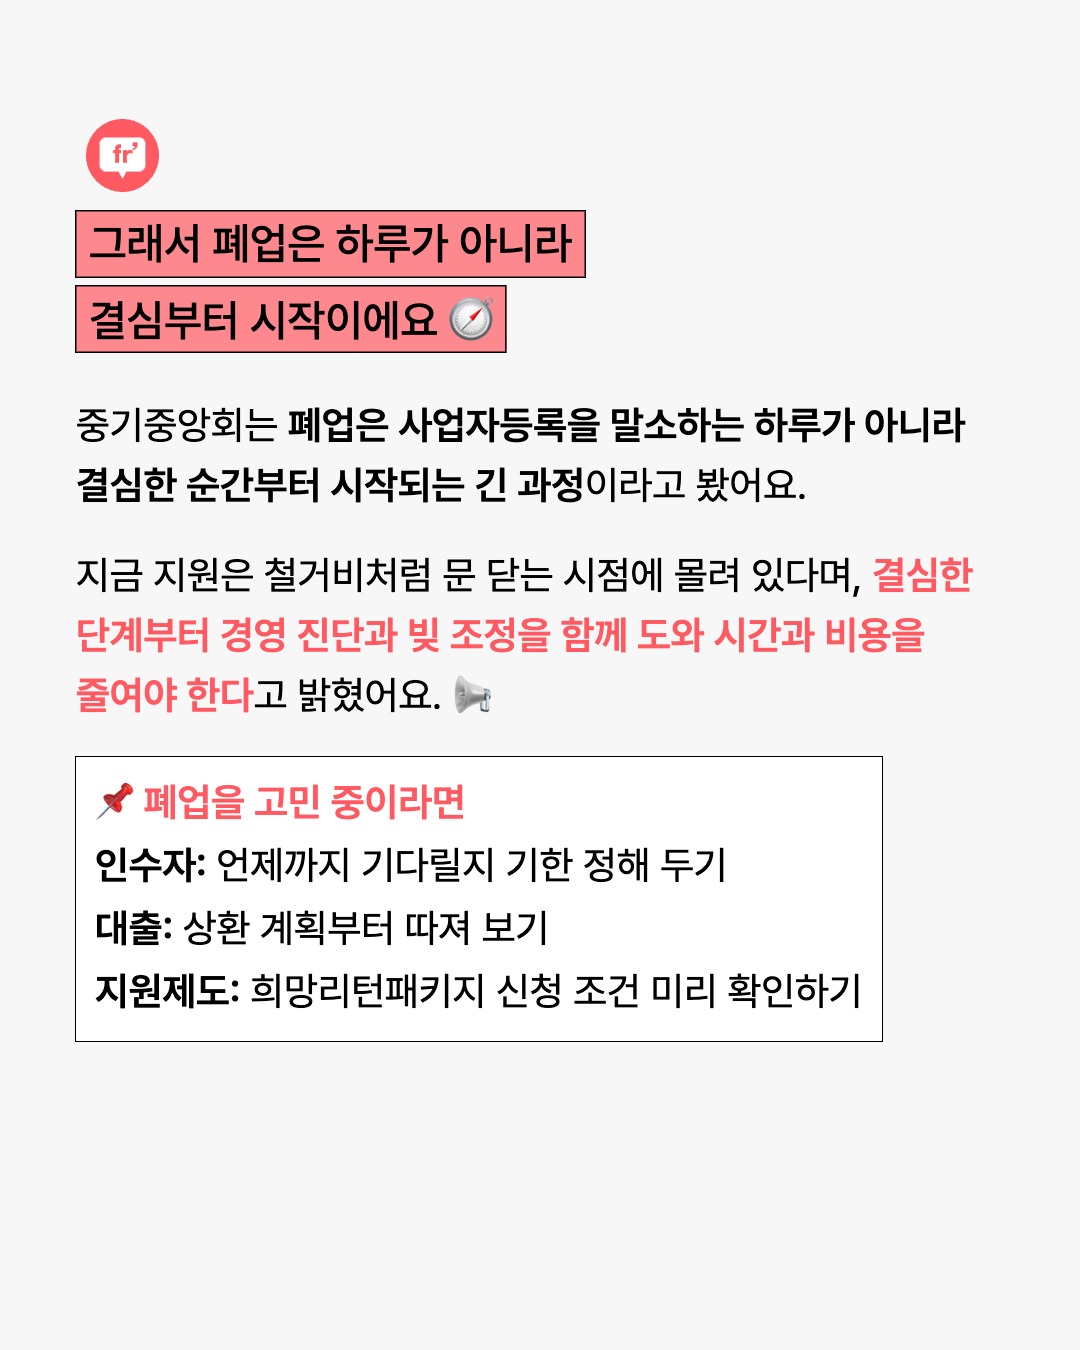 fr’
그래서 폐업은 하루가 아니라
결심부터 시작이에요 🧭
중기중앙회는 폐업은 사업자등록을 말소하는 하루가 아니라
결심한 순간부터 시작되는 긴 과정이라고 봤어요.
지금 지원은 철거비처럼 문 닫는 시점에 몰려 있다며, 결심한
단계부터 경영 진단과 빚 조정을 함께 도와 시간과 비용을
줄여야 한다고 밝혔어요. 📢
📌 폐업을 고민 중이라면
인수자: 언제까지 기다릴지 기한 정해 두기
대출: 상환 계획부터 따져 보기
지원제도: 희망리턴패키지 신청 조건 미리 확인하기